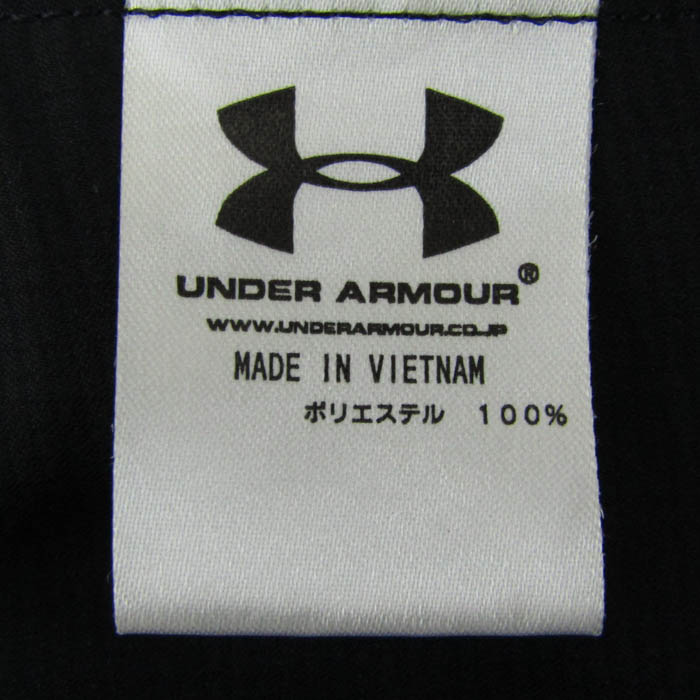 UNDER ARMOUR®
WWW.UNDERARMOUR.CO.JP
MADE IN VIETNAM
ポリエステル 100%